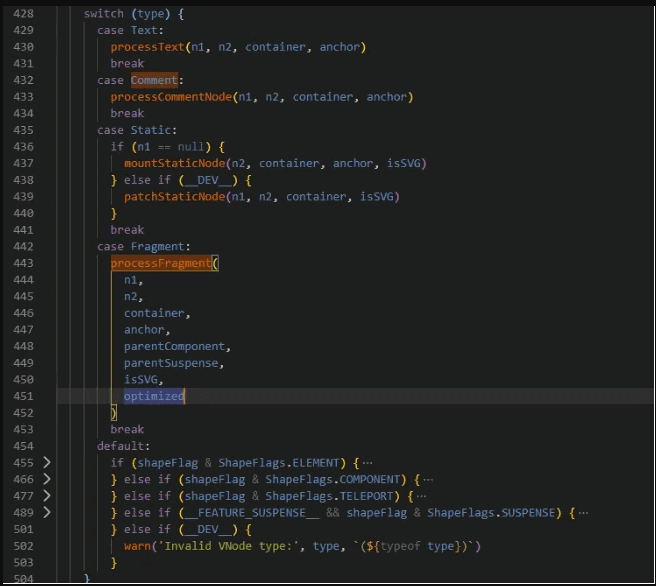 428 switch (type) {
429 case Text:
430 processText(n1, n2, container, anchor)
431 break
432 case Comment:
433 processCommentNode(n1, n2, container, anchor)
434 break
435 case Static:
436 if (n1 == null) {
437 mountStaticNode(n2, container, anchor, isSVG)
438 } else if (__DEV__) {
439 patchStaticNode(n1, n2, container, isSVG)
440 }
441 break
442 case Fragment:
443 processFragment(
444 n1,
445 n2,
446 container,
447 anchor,
448 parentComponent,
449 parentSuspense,
450 isSVG,
451 optimized
452 )
453 break
454 default:
455 if (shapeFlag & ShapeFlags.ELEMENT) {…
466 } else if (shapeFlag & ShapeFlags.COMPONENT) {…
477 } else if (shapeFlag & ShapeFlags.TELEPORT) {…
489 } else if (__FEATURE_SUSPENSE__ && shapeFlag & ShapeFlags.SUSPENSE) {…
501 } else if (__DEV__) {
502 warn('Invalid VNode type:', type, `(${typeof type})`)
503 }
504 }